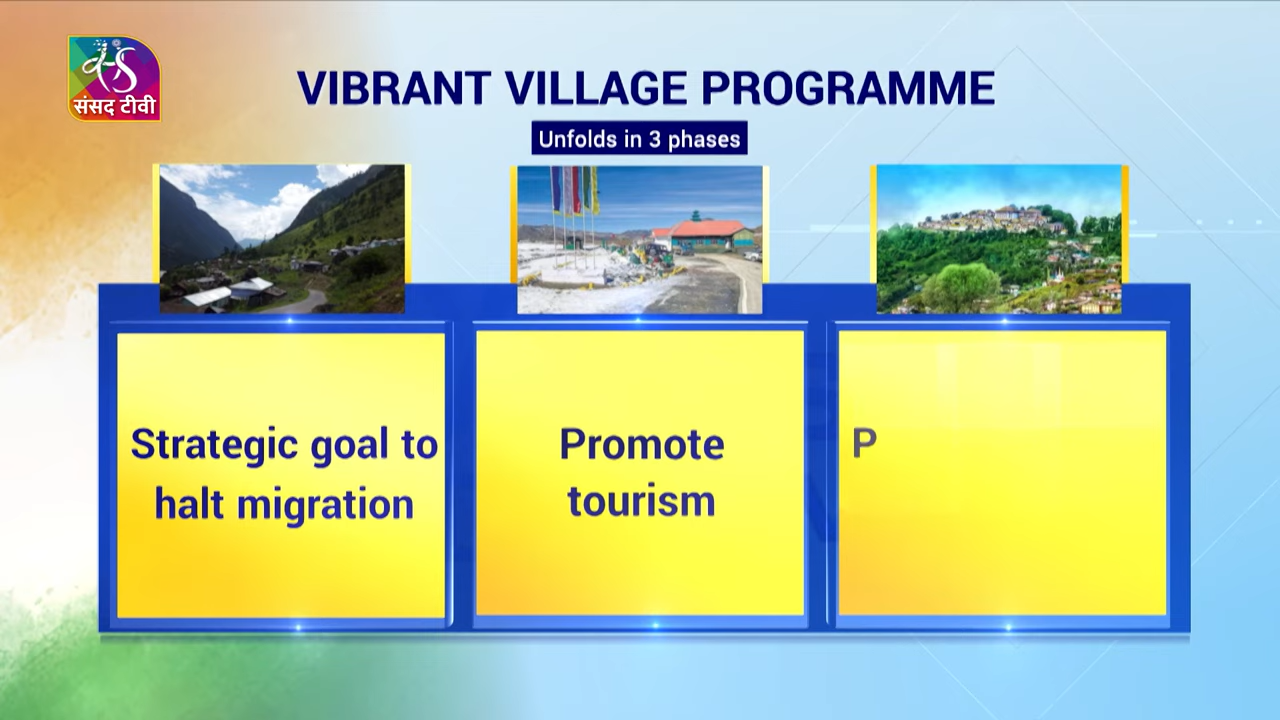 संसद टीवी
VIBRANT VILLAGE PROGRAMME
Unfolds in 3 phases
Strategic goal to
halt migration
Promote
tourism
P